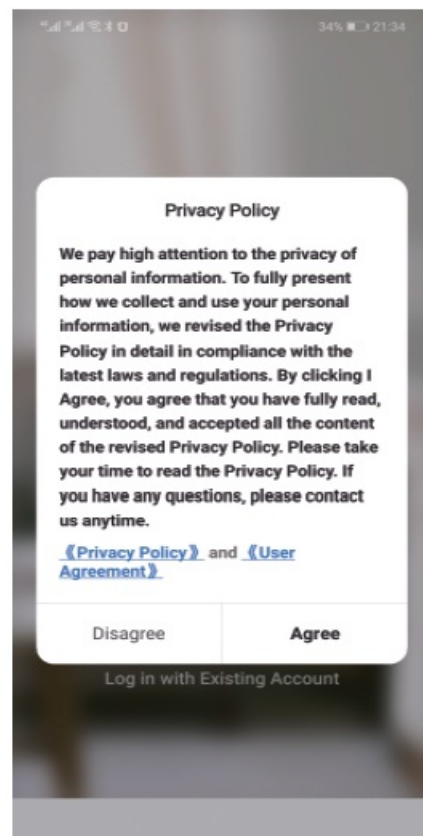 34% 21:34
Privacy Policy
We pay high attention to the privacy of
personal information. To fully present
how we collect and use your personal
information, we revised the Privacy
Policy in detail in compliance with the
latest laws and regulations. By clicking I
Agree, you agree that you have fully read,
understood, and accepted all the content
of the revised Privacy Policy. Please take
your time to read the Privacy Policy. If
you have any questions, please contact
us anytime.
《Privacy Policy》 and 《User
Agreement》
Disagree Agree
Log in with Existing Account